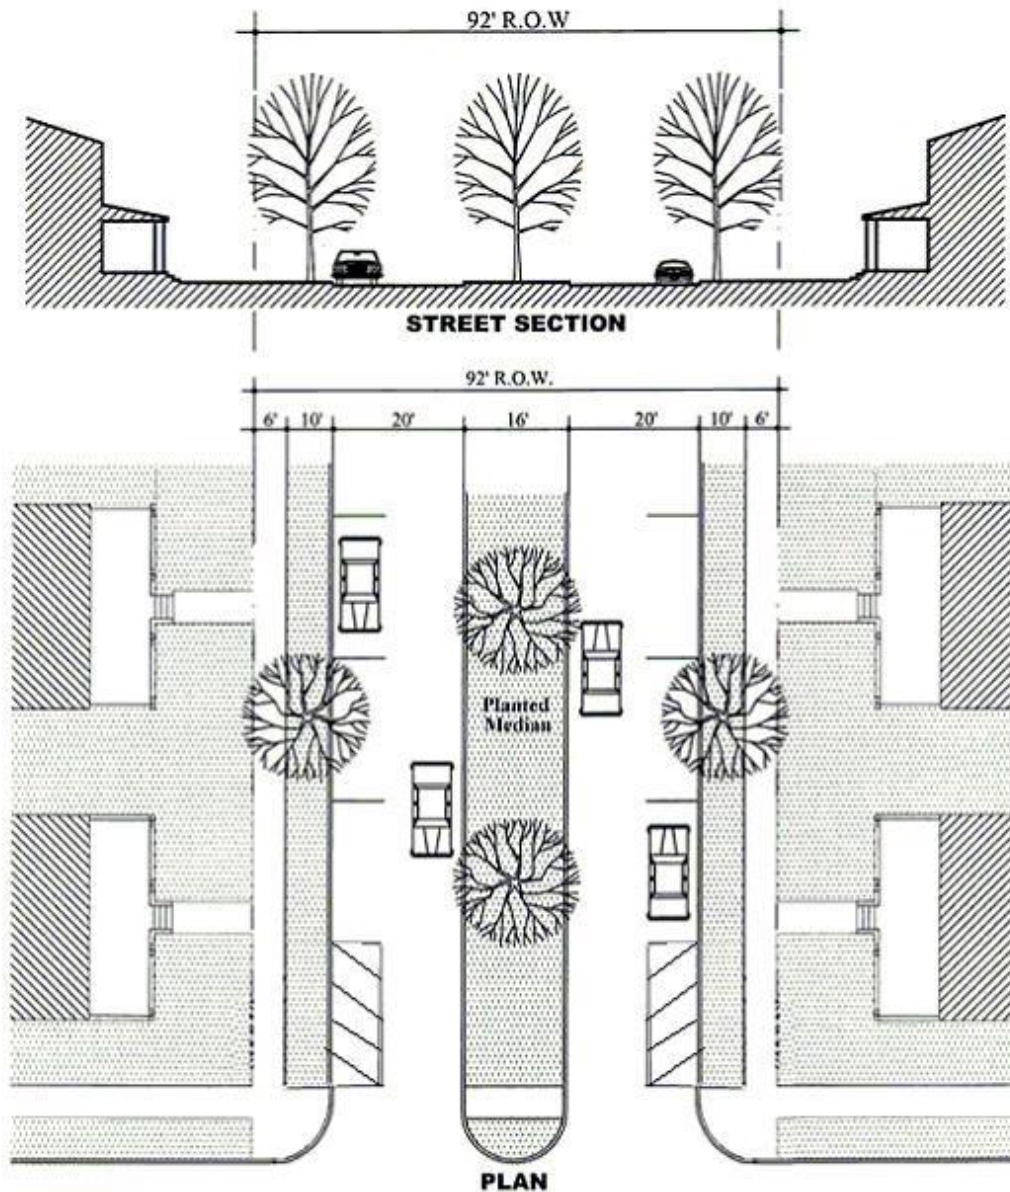 92' R.O.W
STREET SECTION
92' R.O.W.
6' 10' 20' 16' 20' 10' 6'
Planted
Median
PLAN